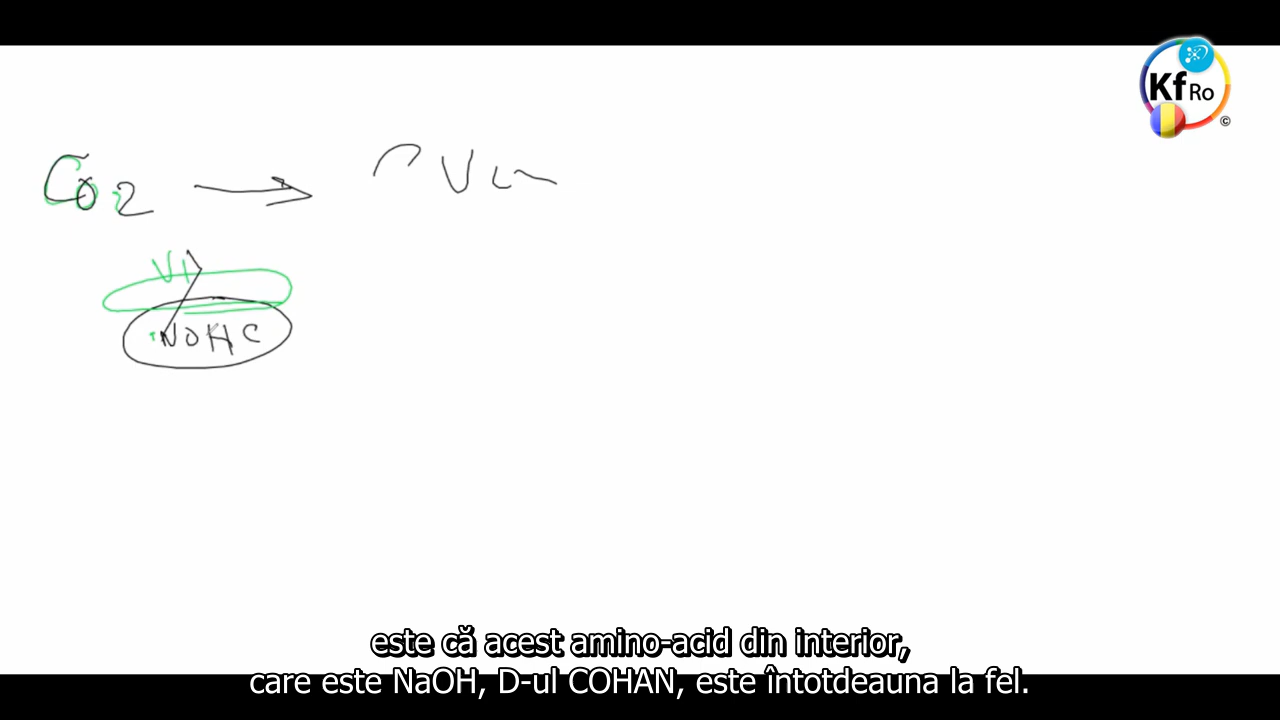 Kf Ro
©
CO2
VI
NOHC
este că acest amino-acid din interior,
care este NaOH, D-ul COHAN, este întotdeauna la fel.